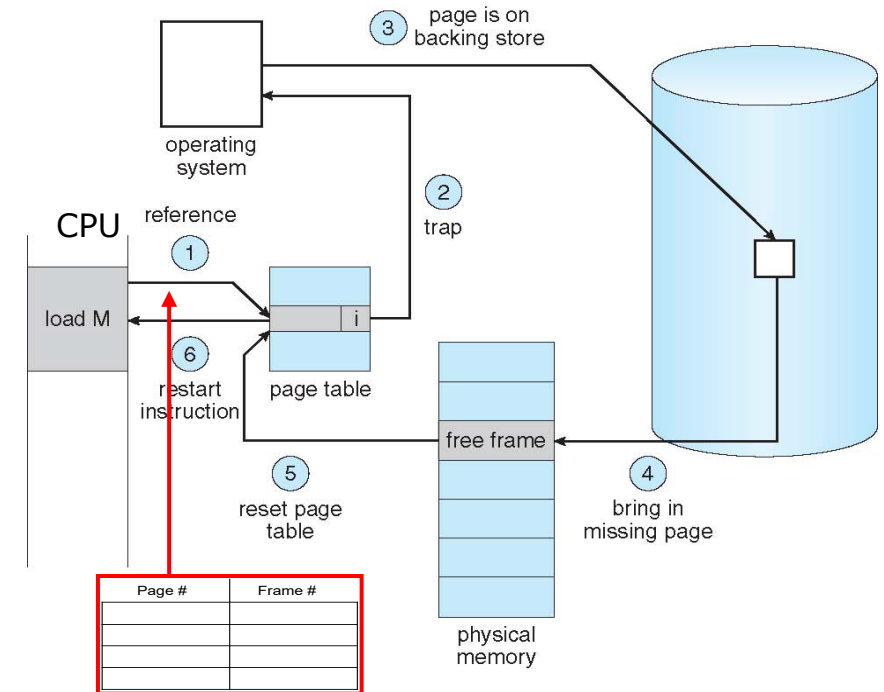 3
page is on
backing store
operating
system
CPU
reference
1
2
trap
load M
i
6
restart
instruction
page table
free frame
5
reset page
table
4
bring in
missing page
Page #
Frame #
physical
memory